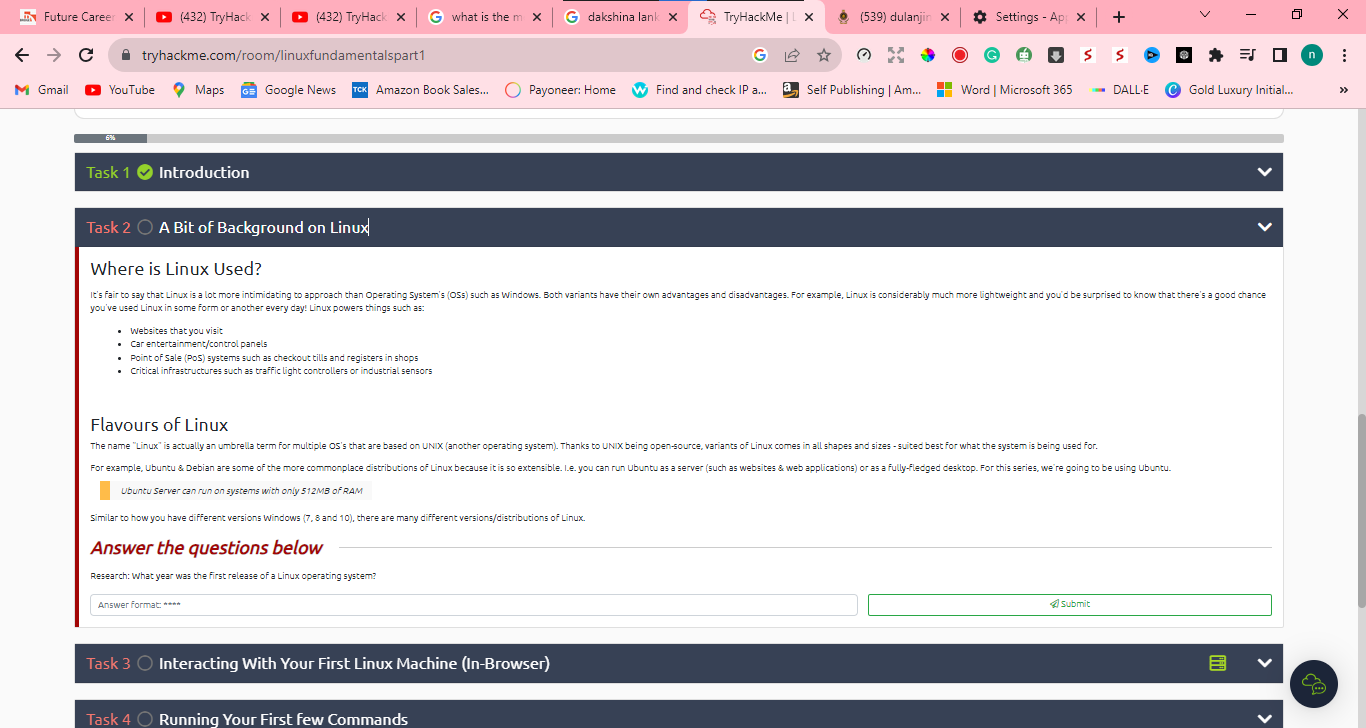 Future Career
(432) TryHack
(432) TryHack
what is the m
dakshina lank
TryHackMe | L
(539) dulanjin
Settings - Ap
tryhackme.com/room/linuxfundamentalspart1
n
Gmail
YouTube
Maps
Google News
TCK
Amazon Book Sales...
Payoneer: Home
Find and check IP a...
Self Publishing | Am...
Word | Microsoft 365
DALL·E
Gold Luxury Initial...
»
6%
Task 1 Introduction
Task 2 A Bit of Background on Linux
Where is Linux Used?
It's fair to say that Linux is a lot more intimidating to approach than Operating System's (OSs) such as Windows. Both variants have their own advantages and disadvantages. For example, Linux is considerably much more lightweight and you'd be surprised to know that there's a good chance
you've used Linux in some form or another every day! Linux powers things such as:
• Websites that you visit
• Car entertainment/control panels
• Point of Sale (PoS) systems such as checkout tills and registers in shops
• Critical infrastructures such as traffic light controllers or industrial sensors
Flavours of Linux
The name "Linux" is actually an umbrella term for multiple OS's that are based on UNIX (another operating system). Thanks to UNIX being open-source, variants of Linux comes in all shapes and sizes - suited best for what the system is being used for.
For example, Ubuntu & Debian are some of the more commonplace distributions of Linux because it is so extensible. I.e. you can run Ubuntu as a server (such as websites & web applications) or as a fully-fledged desktop. For this series, we're going to be using Ubuntu.
Ubuntu Server can run on systems with only 512MB of RAM
Similar to how you have different versions Windows (7, 8 and 10), there are many different versions/distributions of Linux.
Answer the questions below
Research: What year was the first release of a Linux operating system?
Answer format: ****
Submit
Task 3 Interacting With Your First Linux Machine (In-Browser)
Task 4 Running Your First few Commands